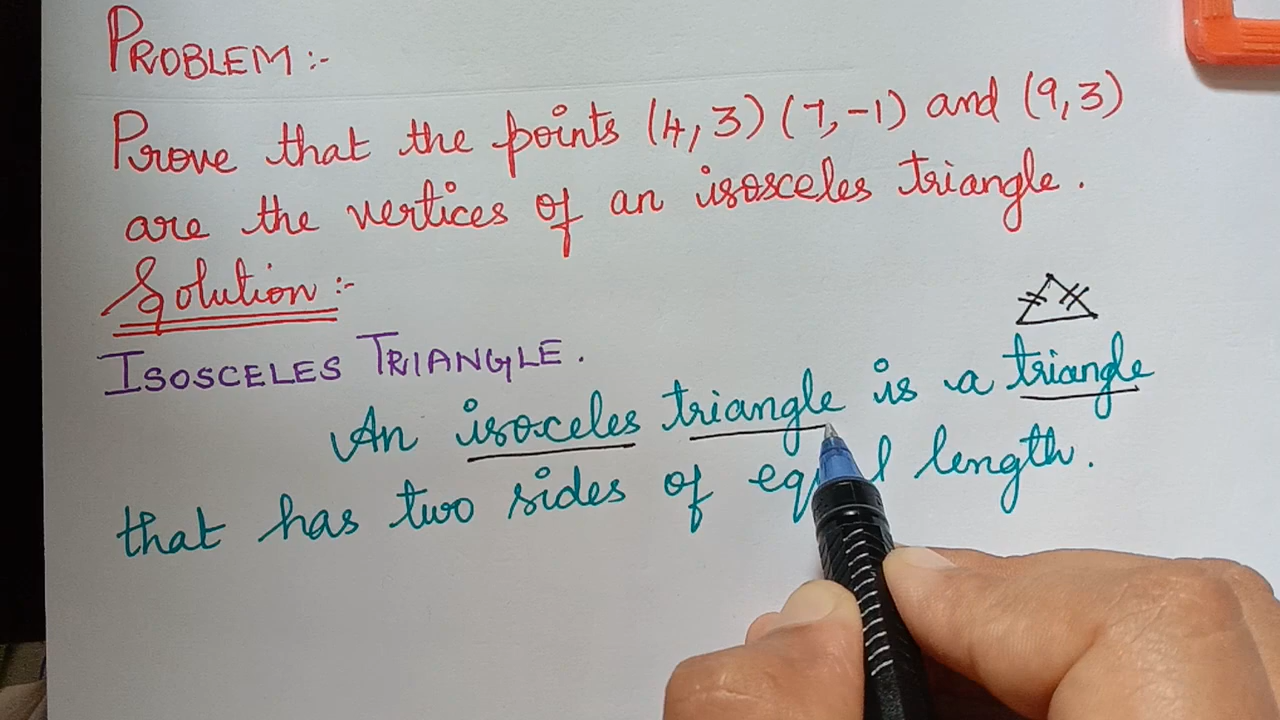 PROBLEM :-
Prove that the points (4,3) (7,-1) and (9,3)
are the vertices of an isosceles triangle.
Solution :-
ISOSCELES TRIANGLE.
An isoceles triangle is a triangle
that has two sides of length.